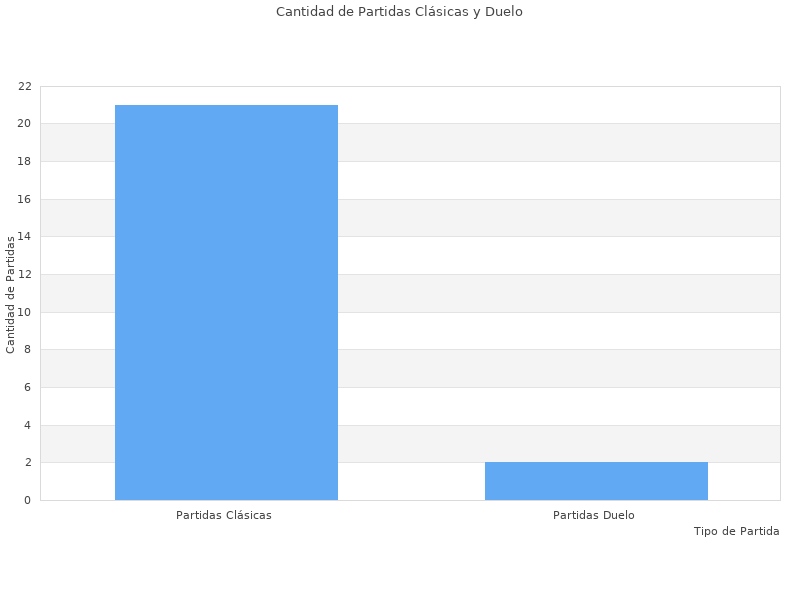 Cantidad de Partidas Clásicas y Duelo
22
20
18
16
14
12
10
8
6
4
2
0
Cantidad de Partidas
Partidas Clásicas
Partidas Duelo
Tipo de Partida